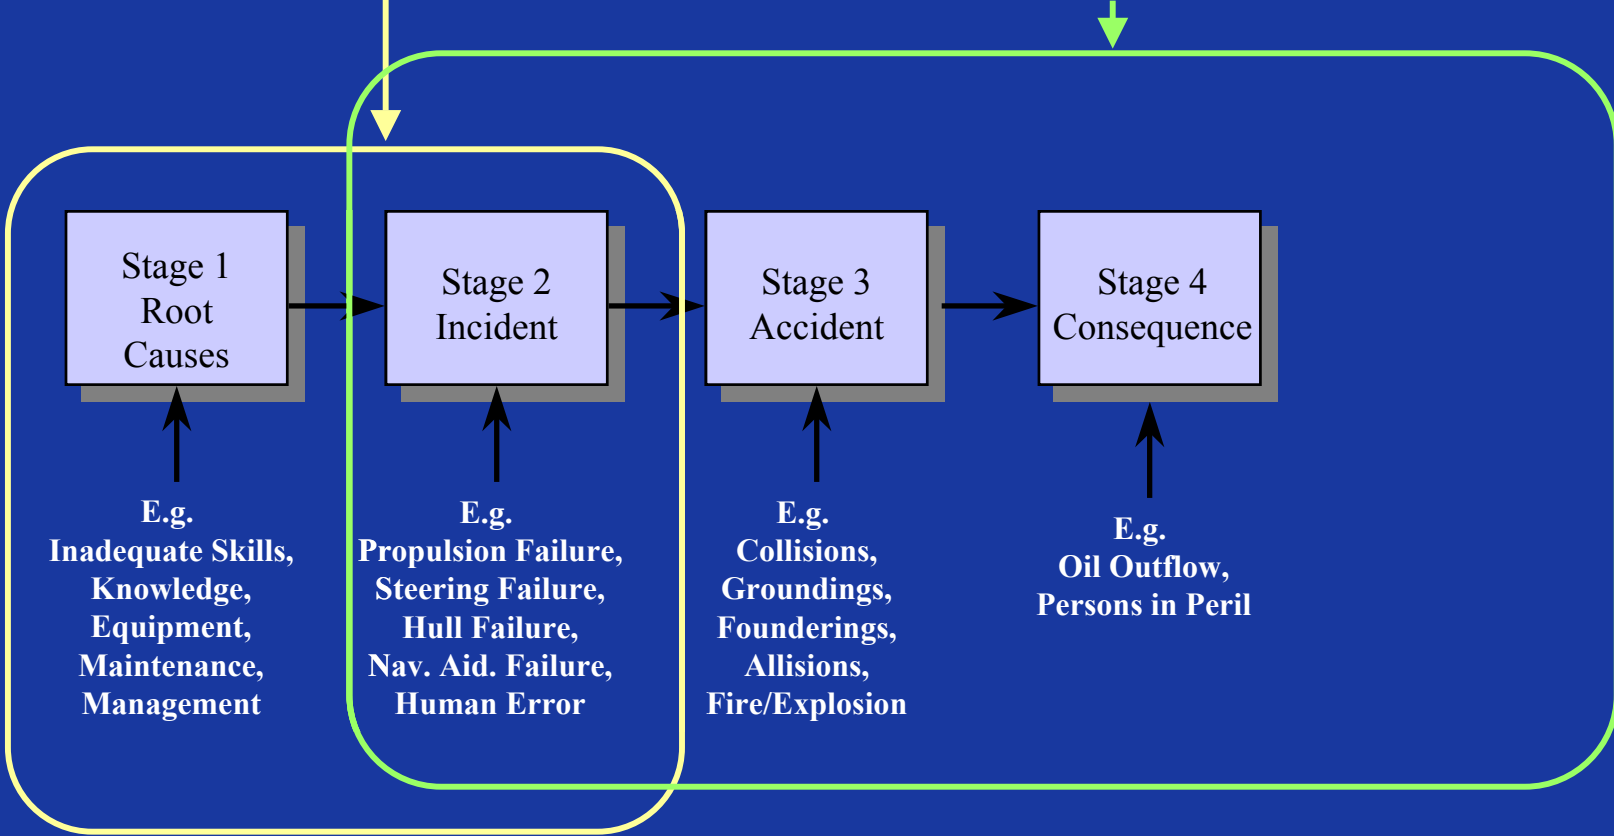 Stage 1
Root
Causes
Stage 2
Incident
Stage 3
Accident
Stage 4
Consequence
E.g.
Inadequate Skills,
Knowledge,
Equipment,
Maintenance,
Management
E.g.
Propulsion Failure,
Steering Failure,
Hull Failure,
Nav. Aid. Failure,
Human Error
E.g.
Collisions,
Groundings,
Founderings,
Allisions,
Fire/Explosion
E.g.
Oil Outflow,
Persons in Peril